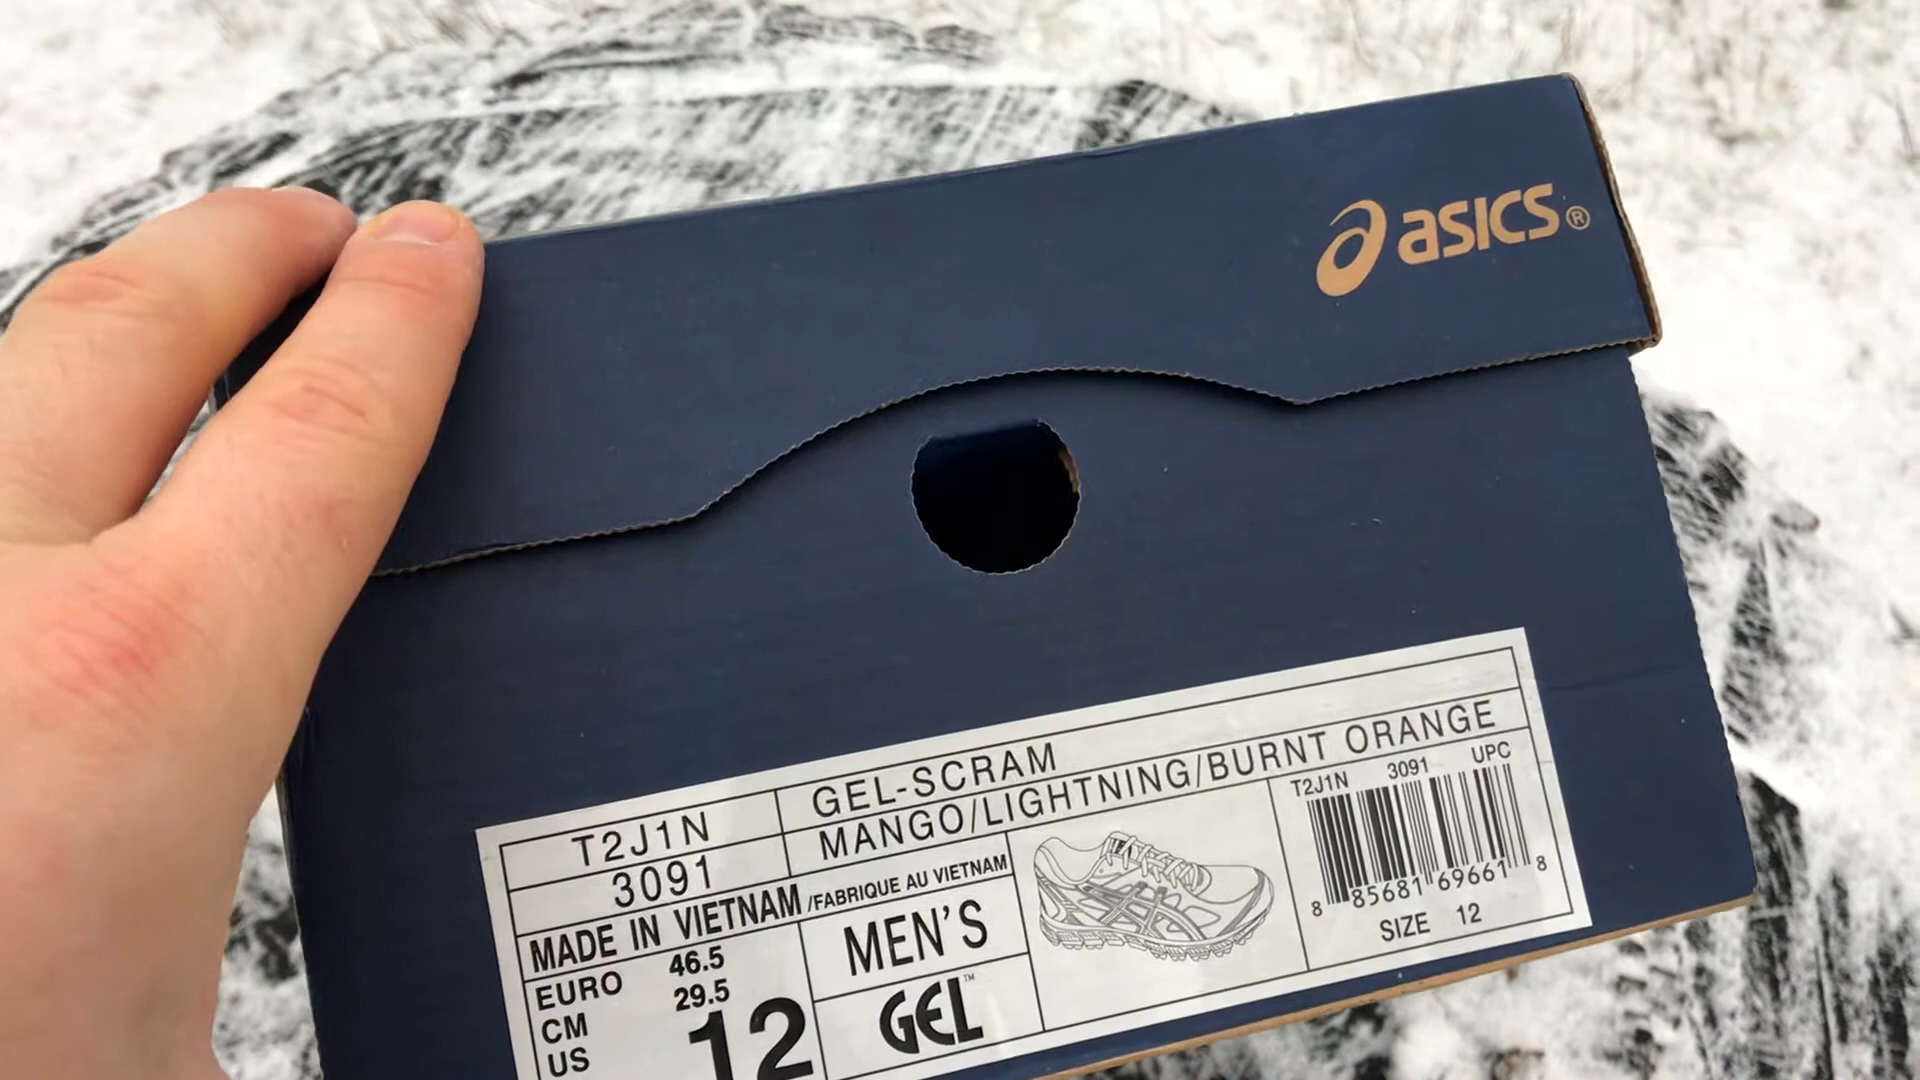 asics®
T2J1N
GEL-SCRAM
3091
MANGO/LIGHTNING/BURNT ORANGE
MADE IN VIETNAM /FABRIQUE AU VIETNAM
EURO 46.5
CM 29.5
US 12
MEN'S
GEL™
T2J1N 3091 UPC
8 85681 69661 8
SIZE 12